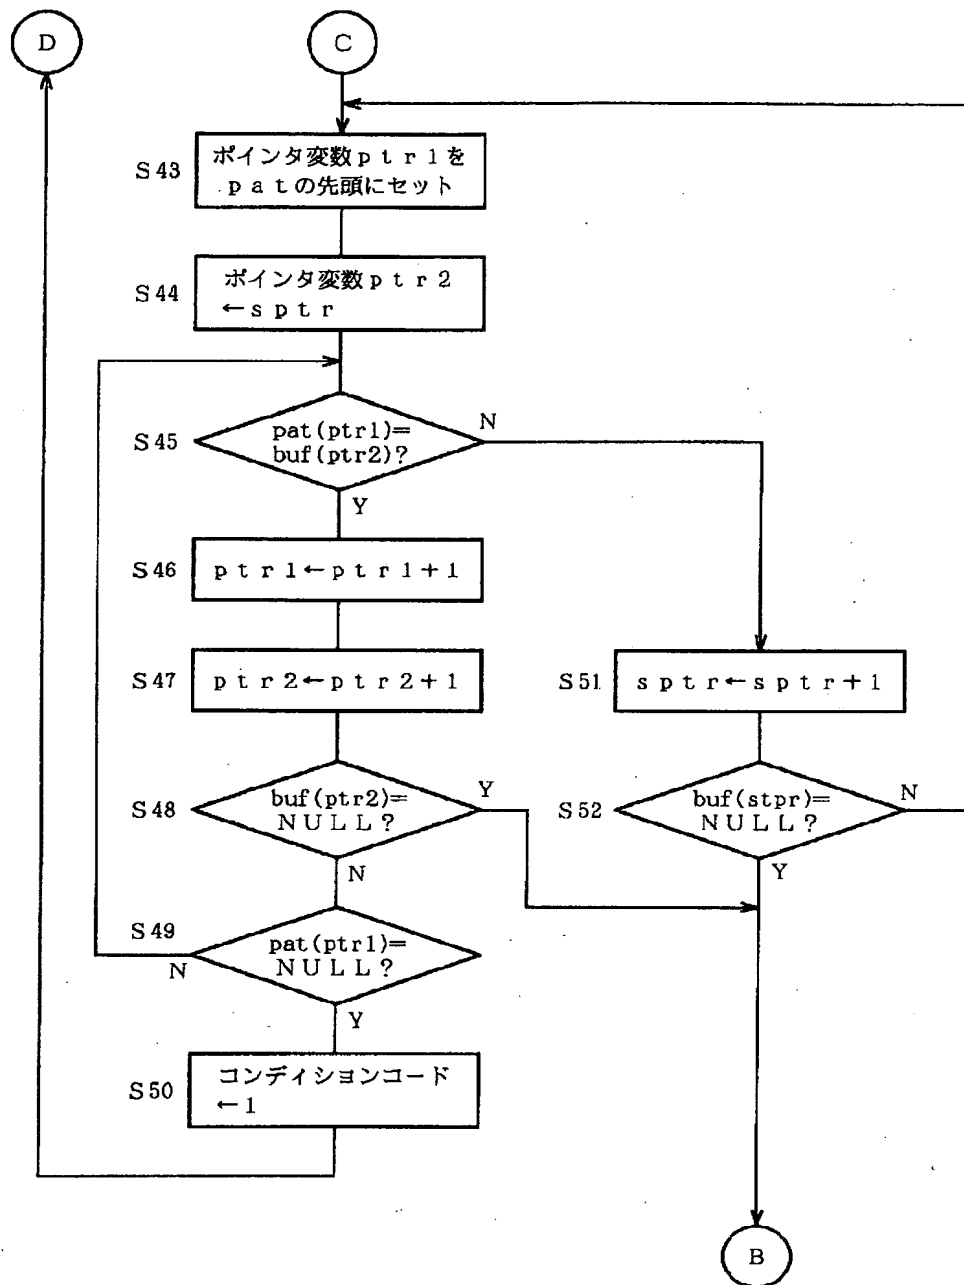 D
C
S43
ポインタ変数ptr1を
patの先頭にセット
S44
ポインタ変数ptr2
←sptr
S45
pat(ptr1)=
buf(ptr2)?
N
Y
S46
ptr1←ptr1+1
S47
ptr2←ptr2+1
S51
sptr←sptr+1
S48
buf(ptr2)=
NULL?
Y
N
S52
buf(stpr)=
NULL?
N
Y
S49
pat(ptr1)=
NULL?
N
Y
S50
コンディションコード
←1
B